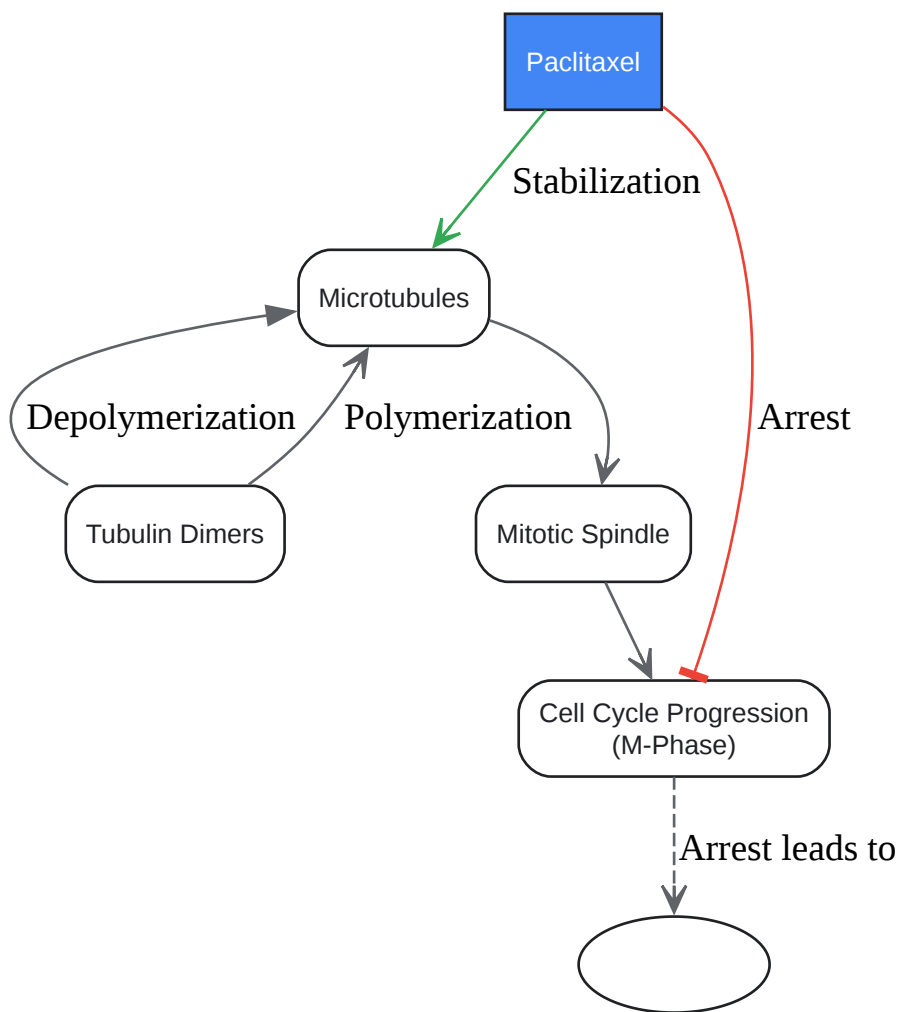 Paclitaxel
Stabilization
Microtubules
Depolymerization
Polymerization
Arrest
Tubulin Dimers
Mitotic Spindle
Cell Cycle Progression
(M-Phase)
Arrest leads to